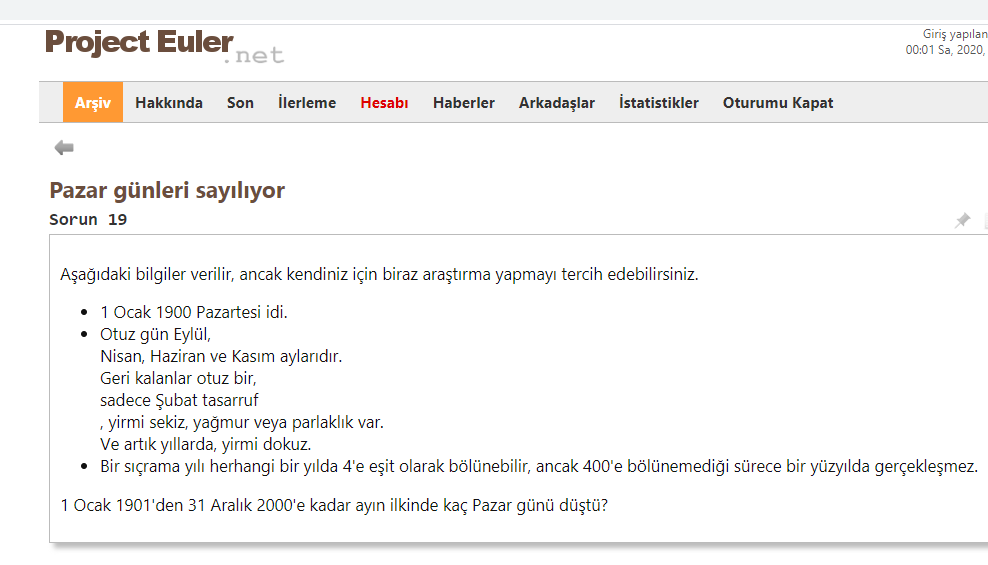 Project Euler
.net
Giriş yapılan
00:01 Sa, 2020,
Arşiv Hakkında Son İlerleme Hesabı Haberler Arkadaşlar İstatistikler Oturumu Kapat
Pazar günleri sayılıyor
Sorun 19
Aşağıdaki bilgiler verilir, ancak kendiniz için biraz araştırma yapmayı tercih edebilirsiniz.
1 Ocak 1900 Pazartesi idi.
Otuz gün Eylül,
Nisan, Haziran ve Kasım aylarıdır.
Geri kalanlar otuz bir,
sadece Şubat tasarruf
, yirmi sekiz, yağmur veya parlaklık var.
Ve artık yıllarda, yirmi dokuz.
Bir sıçrama yılı herhangi bir yılda 4'e eşit olarak bölünebilir, ancak 400'e bölünemediği sürece bir yüzyılda gerçekleşmez.
1 Ocak 1901'den 31 Aralık 2000'e kadar ayın ilkinde kaç Pazar günü düştü?